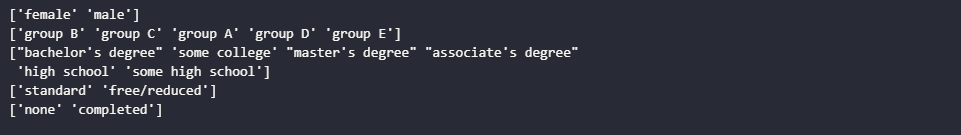 ['female' 'male']
['group B' 'group C' 'group A' 'group D' 'group E']
["bachelor's degree" 'some college' "master's degree" "associate's degree"
 'high school' 'some high school']
['standard' 'free/reduced']
['none' 'completed']